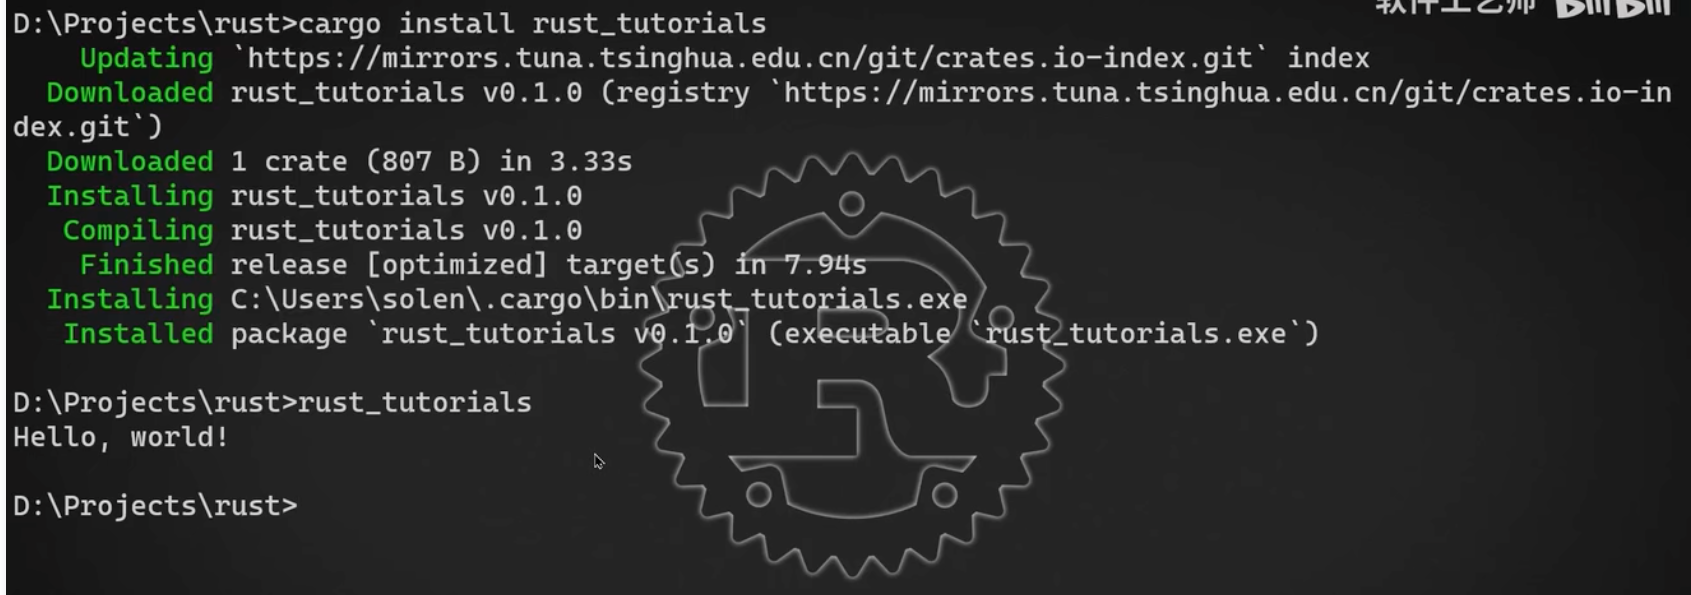 软件工艺师 BiliBili
D:\Projects\rust>cargo install rust_tutorials
Updating `https://mirrors.tuna.tsinghua.edu.cn/git/crates.io-index.git` index
Downloaded rust_tutorials v0.1.0 (registry `https://mirrors.tuna.tsinghua.edu.cn/git/crates.io-in
dex.git`)
Downloaded 1 crate (807 B) in 3.33s
Installing rust_tutorials v0.1.0
Compiling rust_tutorials v0.1.0
Finished release [optimized] target(s) in 7.94s
Installing C:\Users\solen\.cargo\bin\rust_tutorials.exe
Installed package `rust_tutorials v0.1.0` (executable `rust_tutorials.exe`)
D:\Projects\rust>rust_tutorials
Hello, world!
D:\Projects\rust>